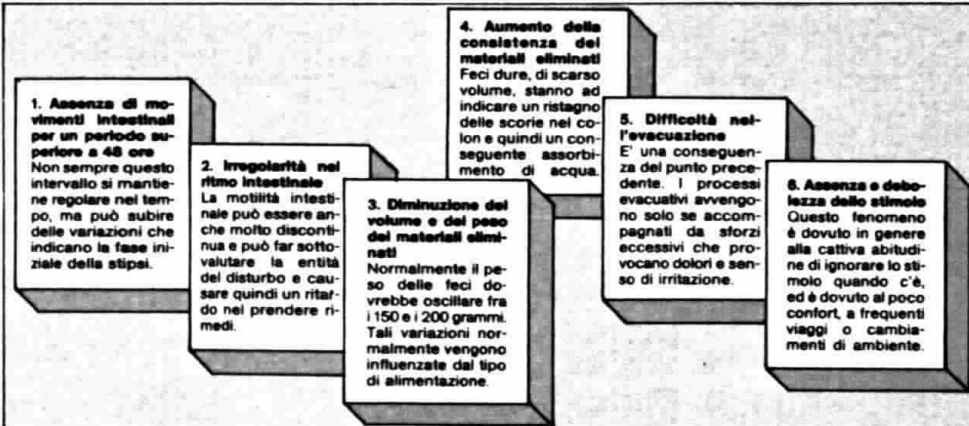 1. Assenza di mo-
vimenti intestinali
per un periodo su-
periore a 48 ore
Non sempre questo
intervallo si mantie-
ne regolare nel tem-
po, ma può subire
delle variazioni che
indicano la fase ini-
ziale della stipsi.
2. Irregolarità nel
ritmo intestinale
La motilità intesti-
nale può essere an-
che molto disconti-
nua e può far sotto-
valutare la entità
del disturbo e cau-
sare quindi un ritar-
do nel prendere ri-
medi.
3. Diminuzione del
volume e del peso
dei materiali elimi-
nati
Normalmente il pe-
so delle feci do-
vrebbe oscillare fra
i 150 e i 200 grammi.
Tali variazioni nor-
malmente vengono
influenzate dal tipo
di alimentazione.
4. Aumento della
consistenza dei
materiali eliminati
Feci dure, di scarso
volume, stanno ad
indicare un ristagno
delle scorie nel co-
lon e quindi un con-
seguente assorbi-
mento di acqua.
5. Difficoltà nel-
l'evacuazione
E' una conseguen-
za del punto prece-
dente. I processi
evacuativi avvengo-
no solo se accom-
pagnati da sforzi
eccessivi che pro-
vocano dolori e sen-
so di irritazione.
6. Assenza e debo-
lezza dello stimolo
Questo fenomeno
è dovuto in genere
alla cattiva abitudi-
ne di ignorare lo sti-
molo quando c'è,
ed è dovuto al poco
confort, a frequenti
viaggi o cambia-
menti di ambiente.